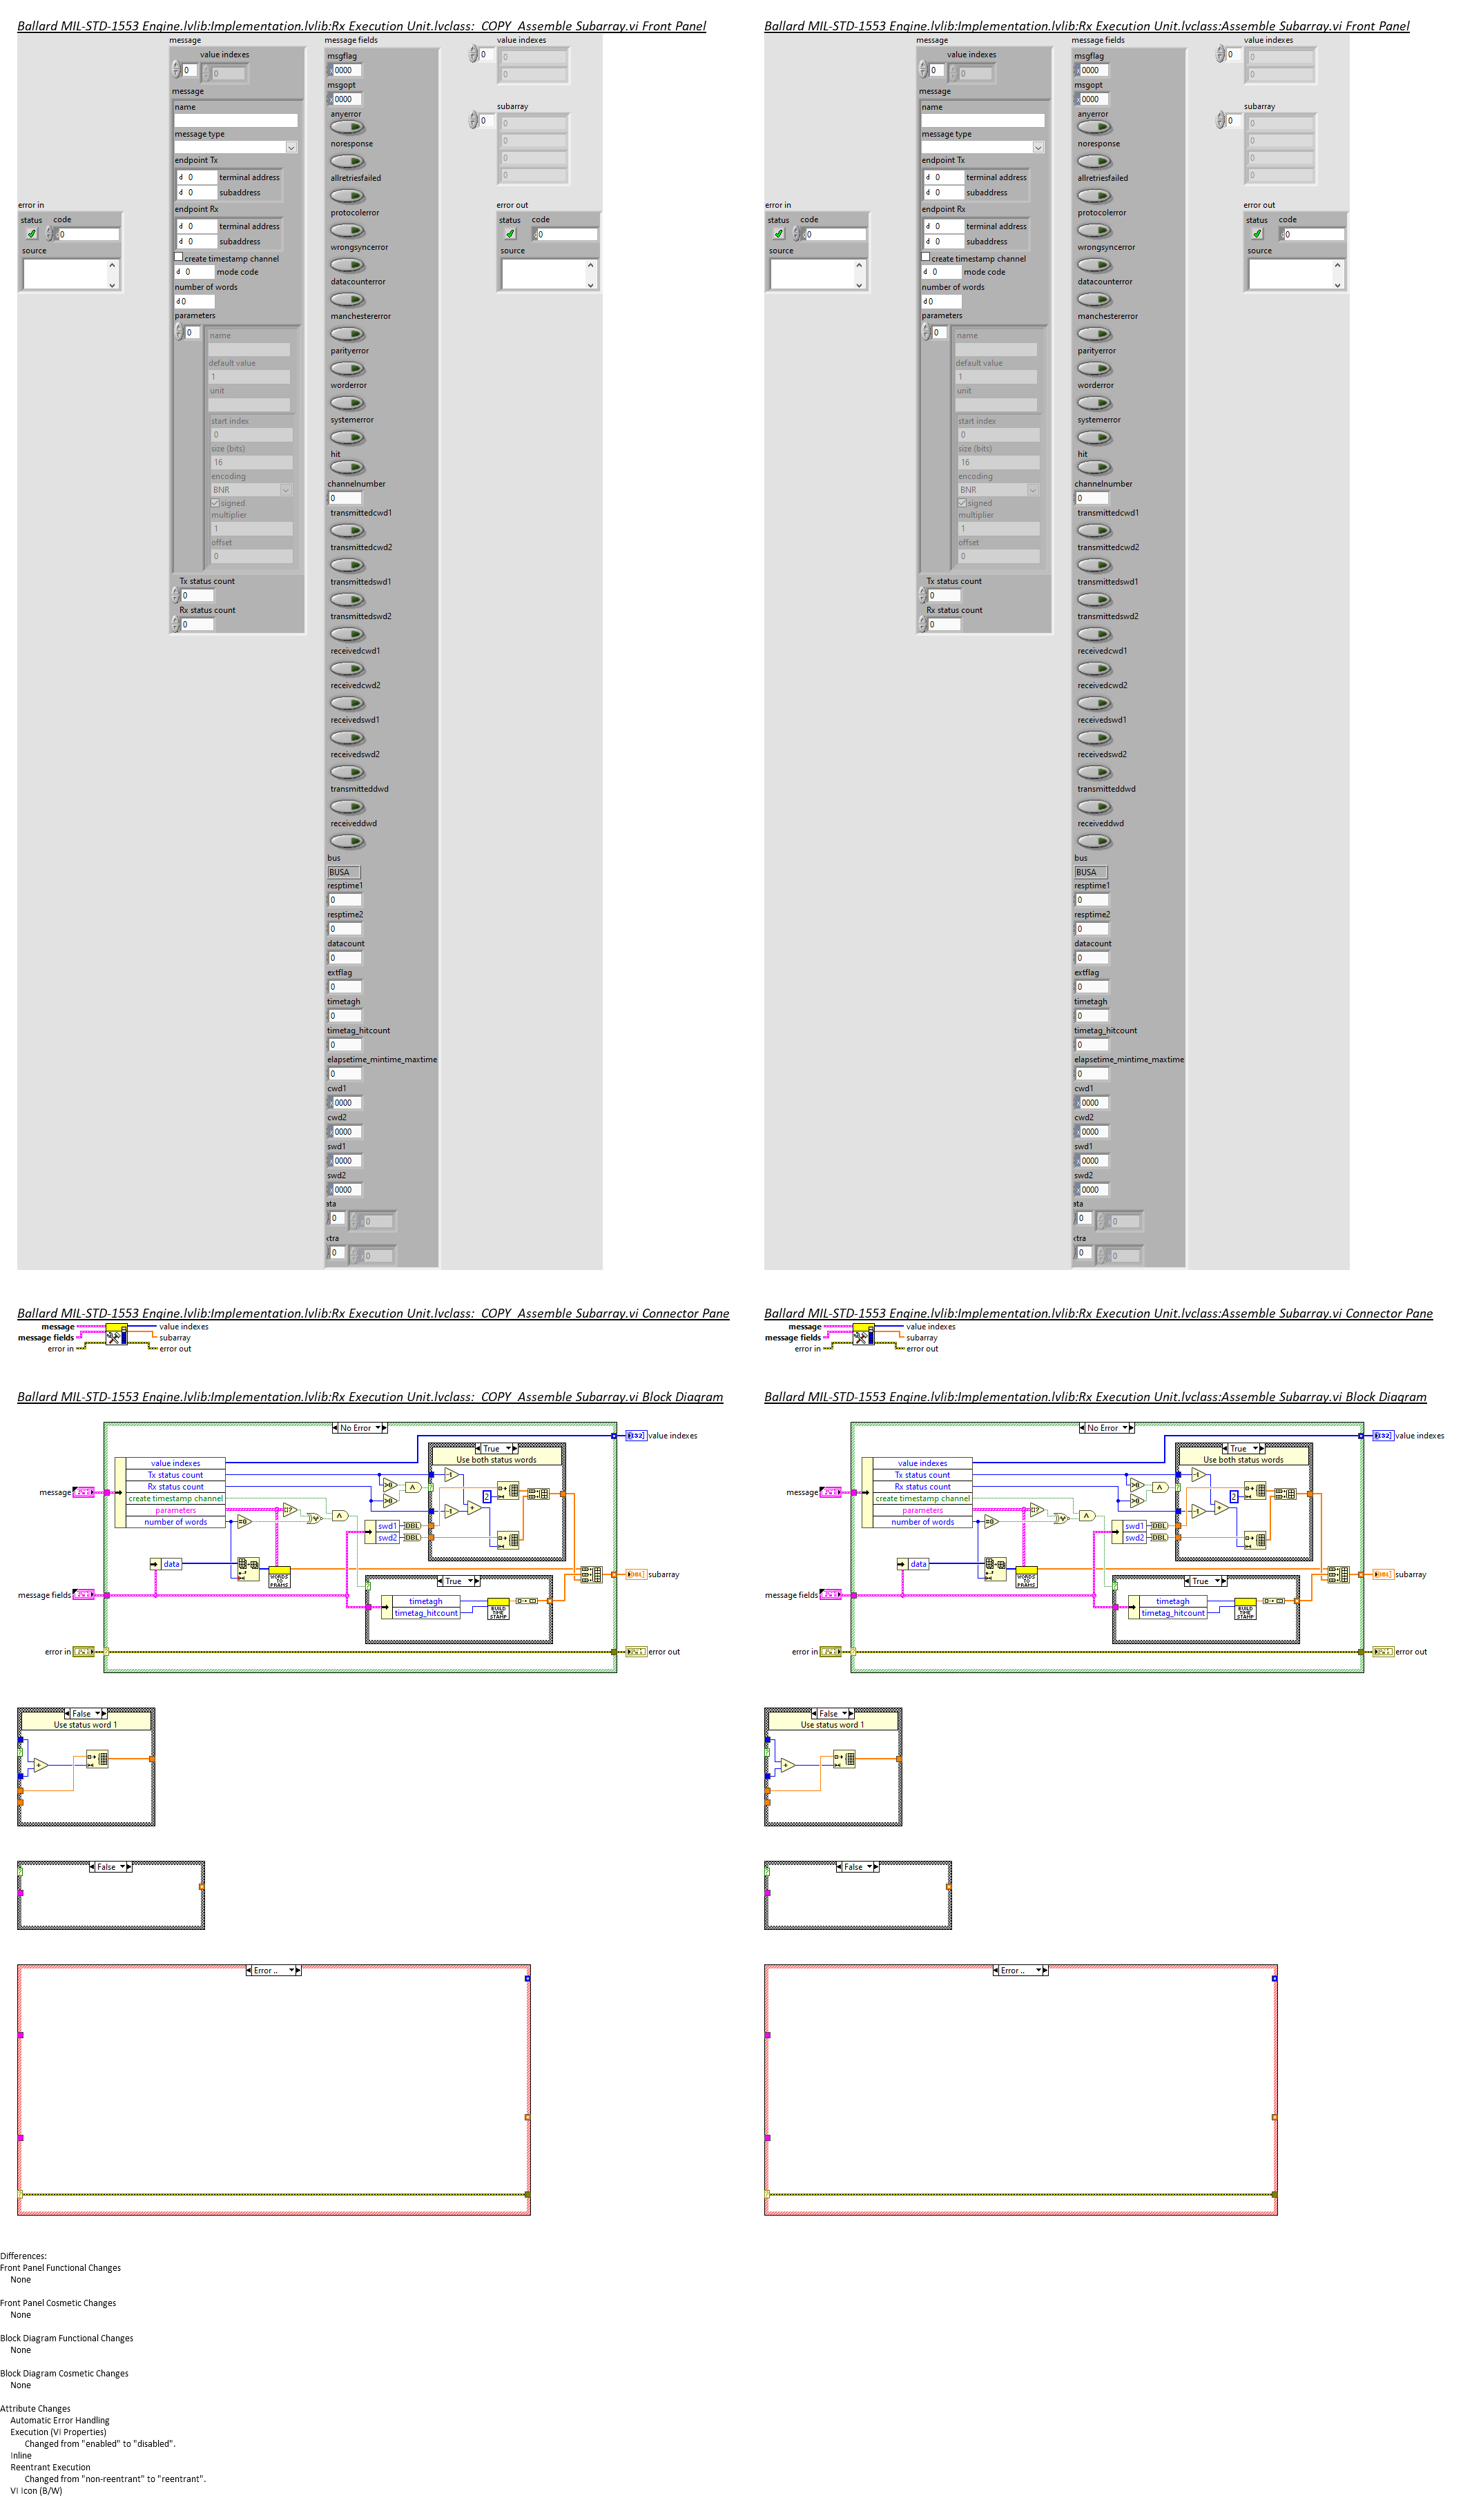 Ballard MIL-STD-1553 Engine.lvlib:Implementation.lvlib:Rx Execution Unit.lvclass:_COPY_Assemble Subarray.vi Front Panel
message
value indexes
0
0
message
name
message type
endpoint Tx
d 0 terminal address
d 0 subaddress
endpoint Rx
d 0 terminal address
d 0 subaddress
create timestamp channel
d 0 mode code
number of words
d 0
parameters
0
name
default value
1
unit
start index
0
size (bits)
16
encoding
BNR
signed
multiplier
1
offset
0
Tx status count
0
Rx status count
0
error in
status code
0
source
message fields
msgflag
x 0000
msgopt
x 0000
anyerror
noresponse
allretriesfailed
protocolerror
wrongsyncerror
datacounterror
manchestererror
parityerror
worderror
systemerror
hit
channelnumber
0
transmittedcwd1
transmittedcwd2
transmittedswd1
transmittedswd2
receivedcwd1
receivedcwd2
receivedswd1
receivedswd2
transmitteddwd
receiveddwd
bus
BUSA
resptime1
0
resptime2
0
datacount
0
extflag
0
timetagh
0
timetag_hitcount
0
elapsetime_mintime_maxtime
0
cwd1
x 0000
cwd2
x 0000
swd1
x 0000
swd2
x 0000
ata
0
0
xtra
0
0
value indexes
0
0
0
subarray
0
0
0
0
0
error out
status code
0
source
Ballard MIL-STD-1553 Engine.lvlib:Implementation.lvlib:Rx Execution Unit.lvclass:Assemble Subarray.vi Front Panel
message
value indexes
0
0
message
name
message type
endpoint Tx
d 0 terminal address
d 0 subaddress
endpoint Rx
d 0 terminal address
d 0 subaddress
create timestamp channel
d 0 mode code
number of words
d 0
parameters
0
name
default value
1
unit
start index
0
size (bits)
16
encoding
BNR
signed
multiplier
1
offset
0
Tx status count
0
Rx status count
0
error in
status code
0
source
message fields
msgflag
x 0000
msgopt
x 0000
anyerror
noresponse
allretriesfailed
protocolerror
wrongsyncerror
datacounterror
manchestererror
parityerror
worderror
systemerror
hit
channelnumber
0
transmittedcwd1
transmittedcwd2
transmittedswd1
transmittedswd2
receivedcwd1
receivedcwd2
receivedswd1
receivedswd2
transmitteddwd
receiveddwd
bus
BUSA
resptime1
0
resptime2
0
datacount
0
extflag
0
timetagh
0
timetag_hitcount
0
elapsetime_mintime_maxtime
0
cwd1
x 0000
cwd2
x 0000
swd1
x 0000
swd2
x 0000
ata
0
0
xtra
0
0
value indexes
0
0
0
subarray
0
0
0
0
0
error out
status code
0
source
Ballard MIL-STD-1553 Engine.lvlib:Implementation.lvlib:Rx Execution Unit.lvclass:_COPY_Assemble Subarray.vi Connector Pane
message
message fields
error in
value indexes
subarray
error out
Ballard MIL-STD-1553 Engine.lvlib:Implementation.lvlib:Rx Execution Unit.lvclass:Assemble Subarray.vi Connector Pane
message
message fields
error in
value indexes
subarray
error out
Ballard MIL-STD-1553 Engine.lvlib:Implementation.lvlib:Rx Execution Unit.lvclass:_COPY_Assemble Subarray.vi Block Diagram
No Error
value indexes
True
Use both status words
value indexes
Tx status count
Rx status count
create timestamp channel
parameters
number of words
message
2
swd1 DBL
swd2 DBL
data
WORDS TO PRAMS
message fields
True
timetagh
timetag_hitcount
BUILD TIME STAMP
subarray
error in
error out
False
Use status word 1
False
Error ..
Ballard MIL-STD-1553 Engine.lvlib:Implementation.lvlib:Rx Execution Unit.lvclass:Assemble Subarray.vi Block Diagram
No Error
value indexes
True
Use both status words
value indexes
Tx status count
Rx status count
create timestamp channel
parameters
number of words
message
2
swd1 DBL
swd2 DBL
data
WORDS TO PRAMS
message fields
True
timetagh
timetag_hitcount
BUILD TIME STAMP
subarray
error in
error out
False
Use status word 1
False
Error ..
Differences:
Front Panel Functional Changes
None
Front Panel Cosmetic Changes
None
Block Diagram Functional Changes
None
Block Diagram Cosmetic Changes
None
Attribute Changes
Automatic Error Handling
Execution (VI Properties)
Changed from "enabled" to "disabled".
Inline
Reentrant Execution
Changed from "non-reentrant" to "reentrant".
VI Icon (B/W)